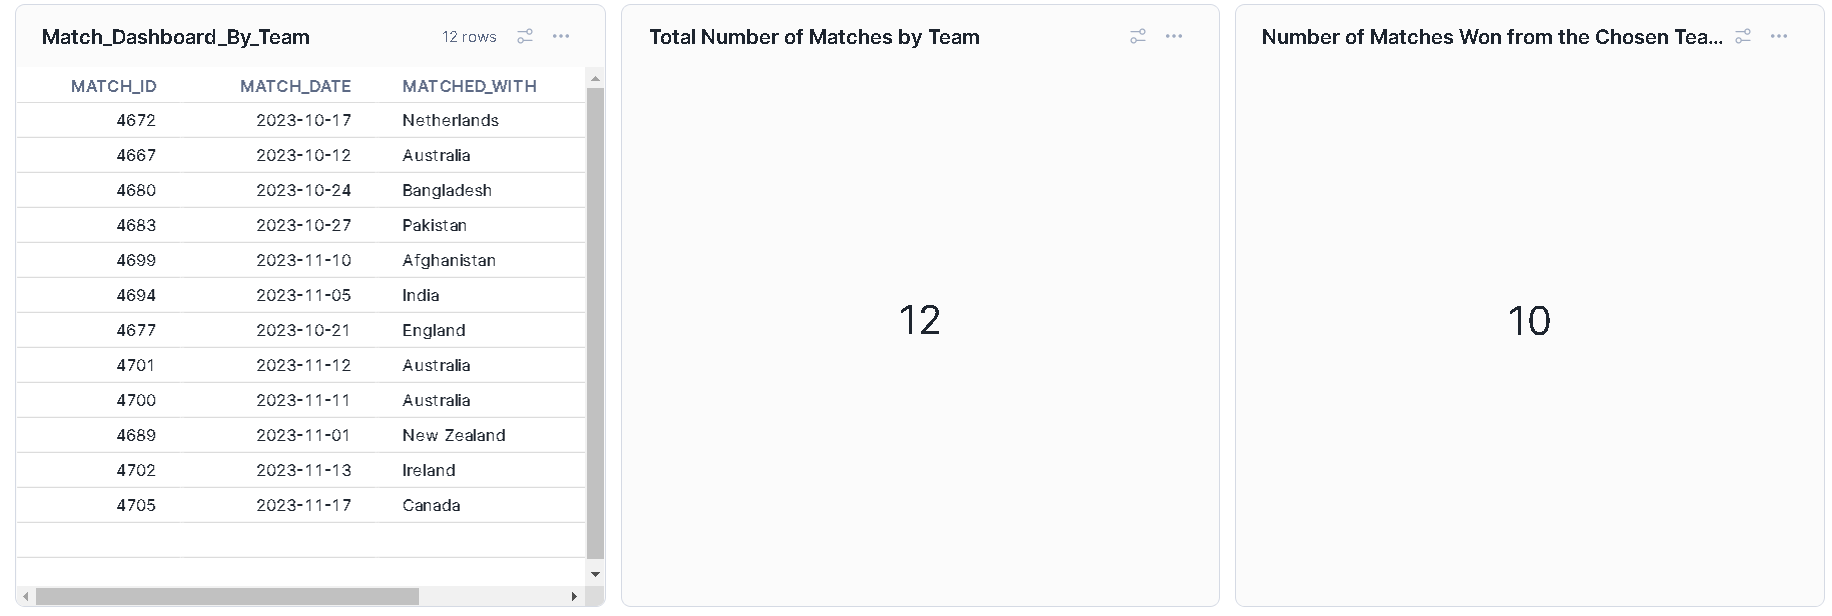 Match_Dashboard_By_Team 12 rows
MATCH_ID MATCH_DATE MATCHED_WITH
4672 2023-10-17 Netherlands
4667 2023-10-12 Australia
4680 2023-10-24 Bangladesh
4683 2023-10-27 Pakistan
4699 2023-11-10 Afghanistan
4694 2023-11-05 India
4677 2023-10-21 England
4701 2023-11-12 Australia
4700 2023-11-11 Australia
4689 2023-11-01 New Zealand
4702 2023-11-13 Ireland
4705 2023-11-17 Canada
Total Number of Matches by Team
12
Number of Matches Won from the Chosen Tea...
10